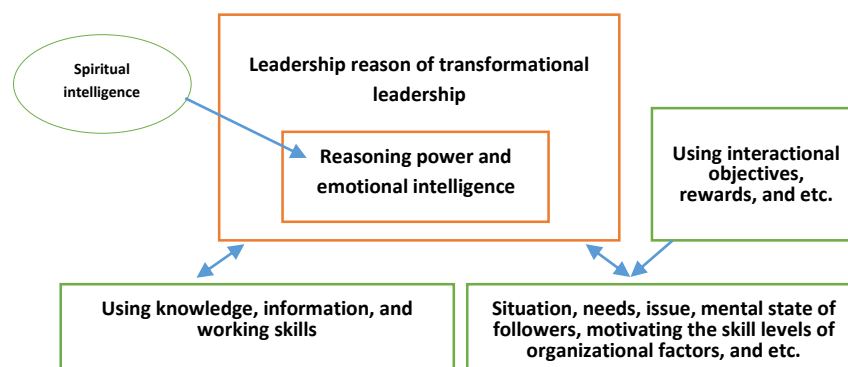 Spiritual
intelligence
Leadership reason of transformational
leadership
Reasoning power and
emotional intelligence
Using interactional
objectives,
rewards, and etc.
Using knowledge, information, and
working skills
Situation, needs, issue, mental state of
followers, motivating the skill levels of
organizational factors, and etc.